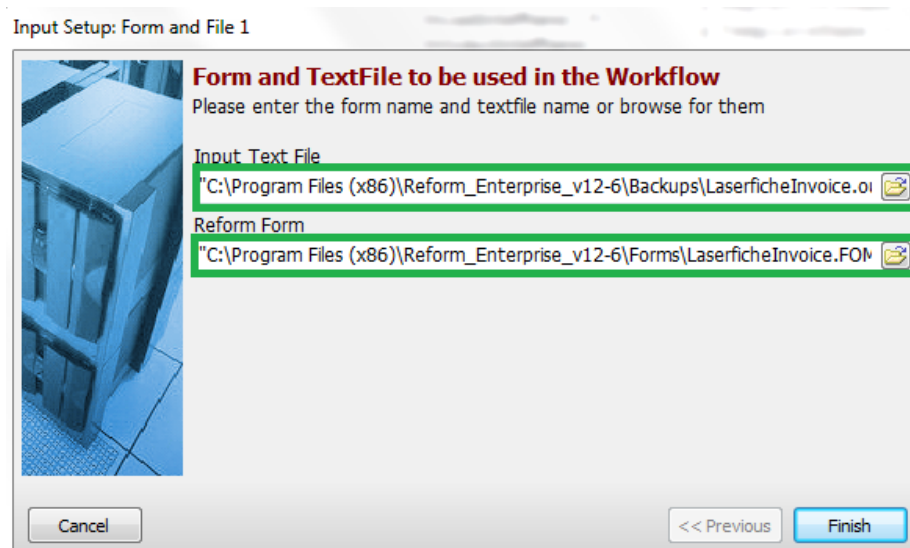 Input Setup: Form and File 1
Form and TextFile to be used in the Workflow
Please enter the form name and textfile name or browse for them
Input Text File
"C:\Program Files (x86)\Reform_Enterprise_v12-6\Backups\LaserficheInvoice.o
Reform Form
"C:\Program Files (x86)\Reform_Enterprise_v12-6\Forms\LaserficheInvoice.FO
Cancel
<< Previous
Finish